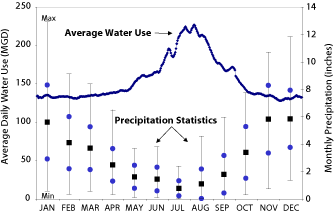 250
200
150
100
50
0
Average Daily Water Use (MGD)
Max
Average Water Use
Precipitation Statistics
Min
JAN FEB MAR APR MAY JUN JUL AUG SEP OCT NOV DEC
14
12
10
8
6
4
2
0
Monthly Precipitation (inches)